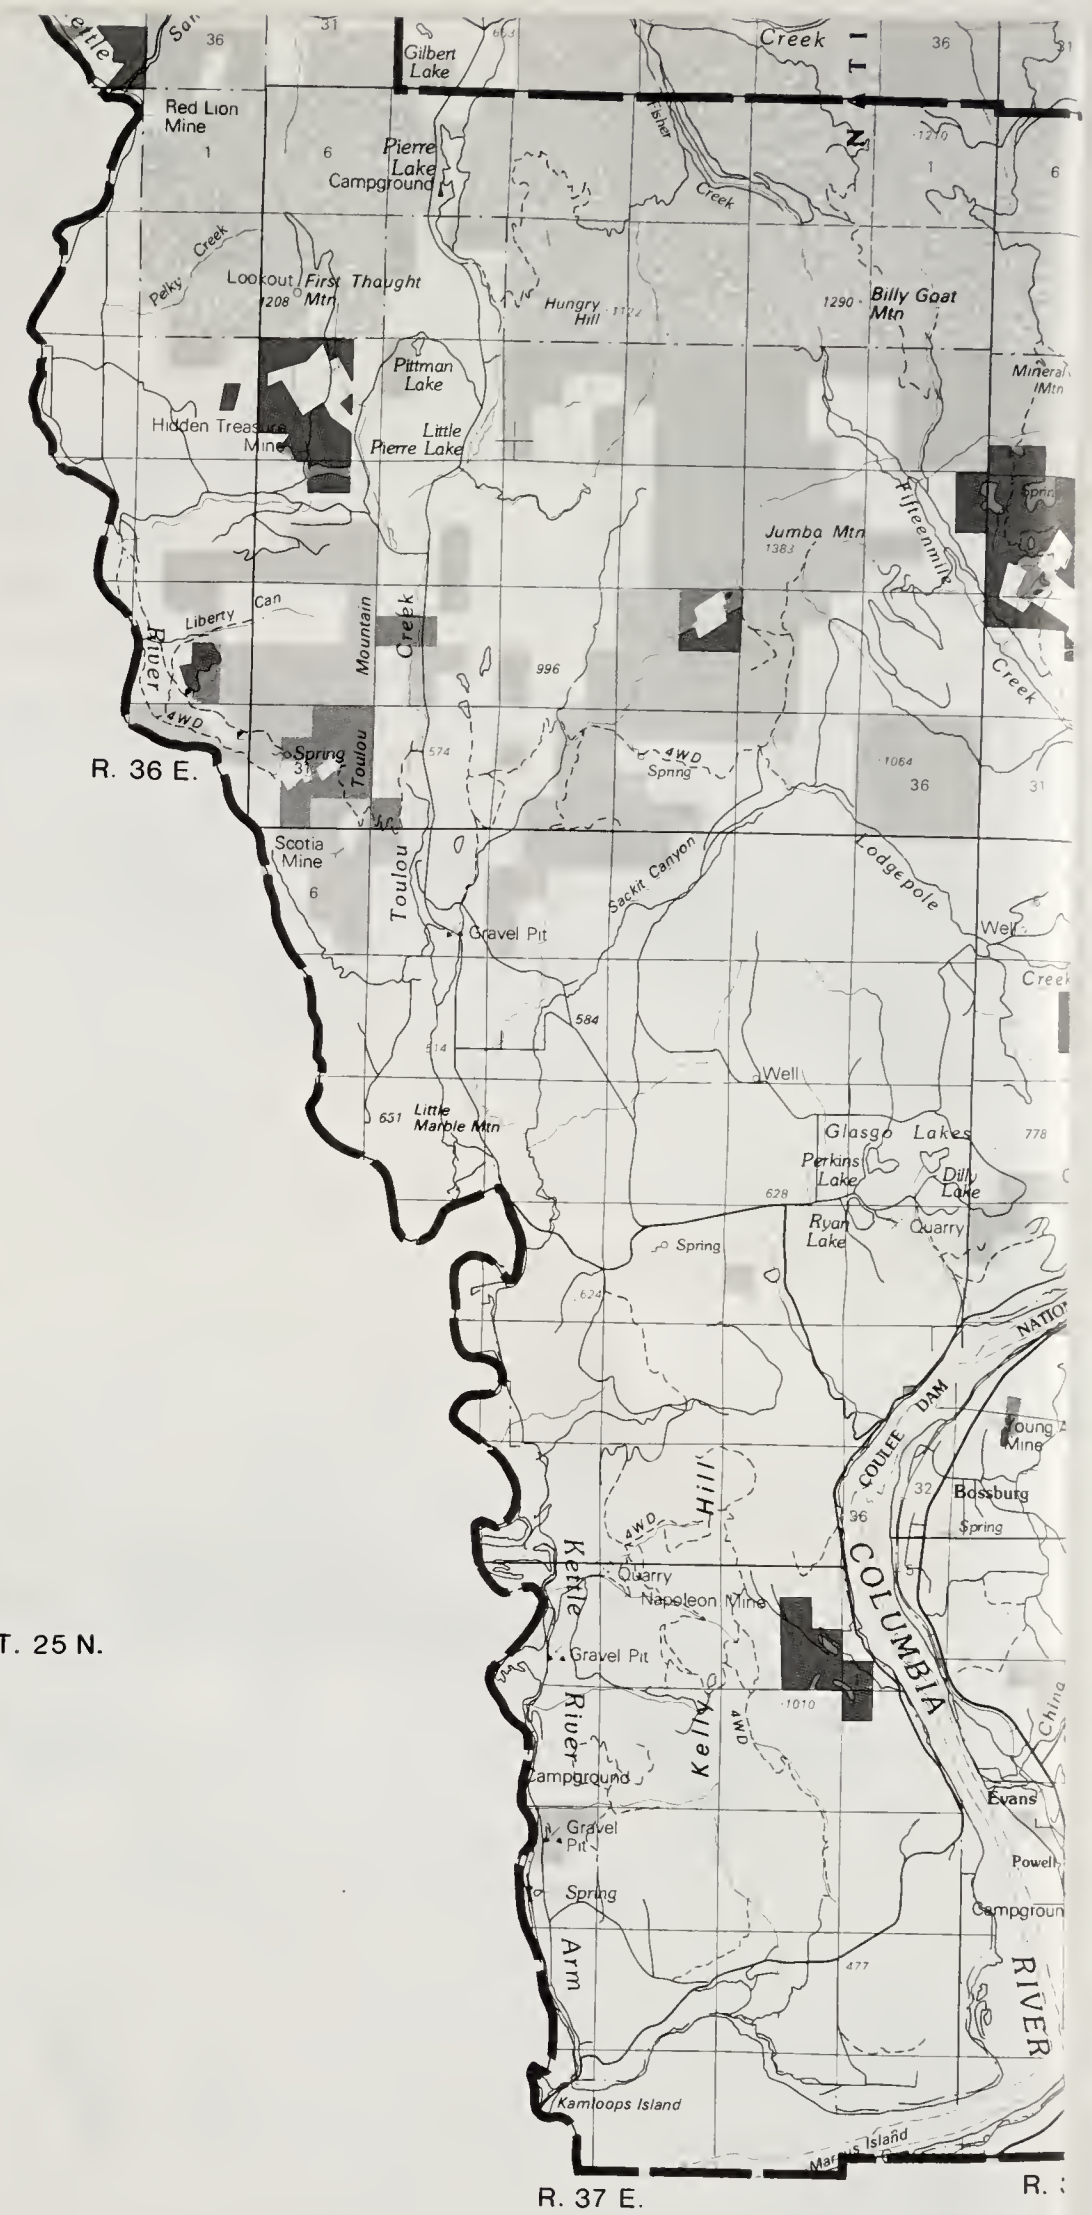 ettle
36
31
Gilbert
Lake
Creek
N T I
36
31
Red Lion
Mine
Fisher
1210
1
6
Pierre
Lake
Campground
1
6
Creek
Pelky Creek
Lookout
First Thought
Mtn
1208
Hungry
Hill
1290
Billy Goat
Mtn
Pittman
Lake
Mineral
Mtn
Hidden Treasure
Mine
Little
Pierre Lake
Fifteenmile
Creek
Jumbo Mtn
1383
Liberty Can
Mountain
Creek
River
996
4WD
Spring
31
Toulou
574
4WD
Spring
1064
36
31
R. 36 E.
Scotia
Mine
6
Toulou
Sackit Canyon
Lodgepole
Well
Creek
Gravel Pit
584
514
Well
651
Little
Marble Mtn
Glasgo Lakes
778
Perkins
Lake
Dilly
Lake
628
Ryan
Lake
Quarry
Spring
624
NATION
COULEE DAM
Young
Mine
Hill
32
Bossburg
36
Spring
4WD
Kettle
Quarry
Napoleon Mine
5
COLUMBIA
T. 25 N.
Gravel Pit
1010
River
Kelly
4WD
China
Campground
Evans
Gravel
Pit
Powell
Spring
Campgroun
Arm
477
RIVER
Kamloops Island
Marcus Island
R. 37 E.
R.